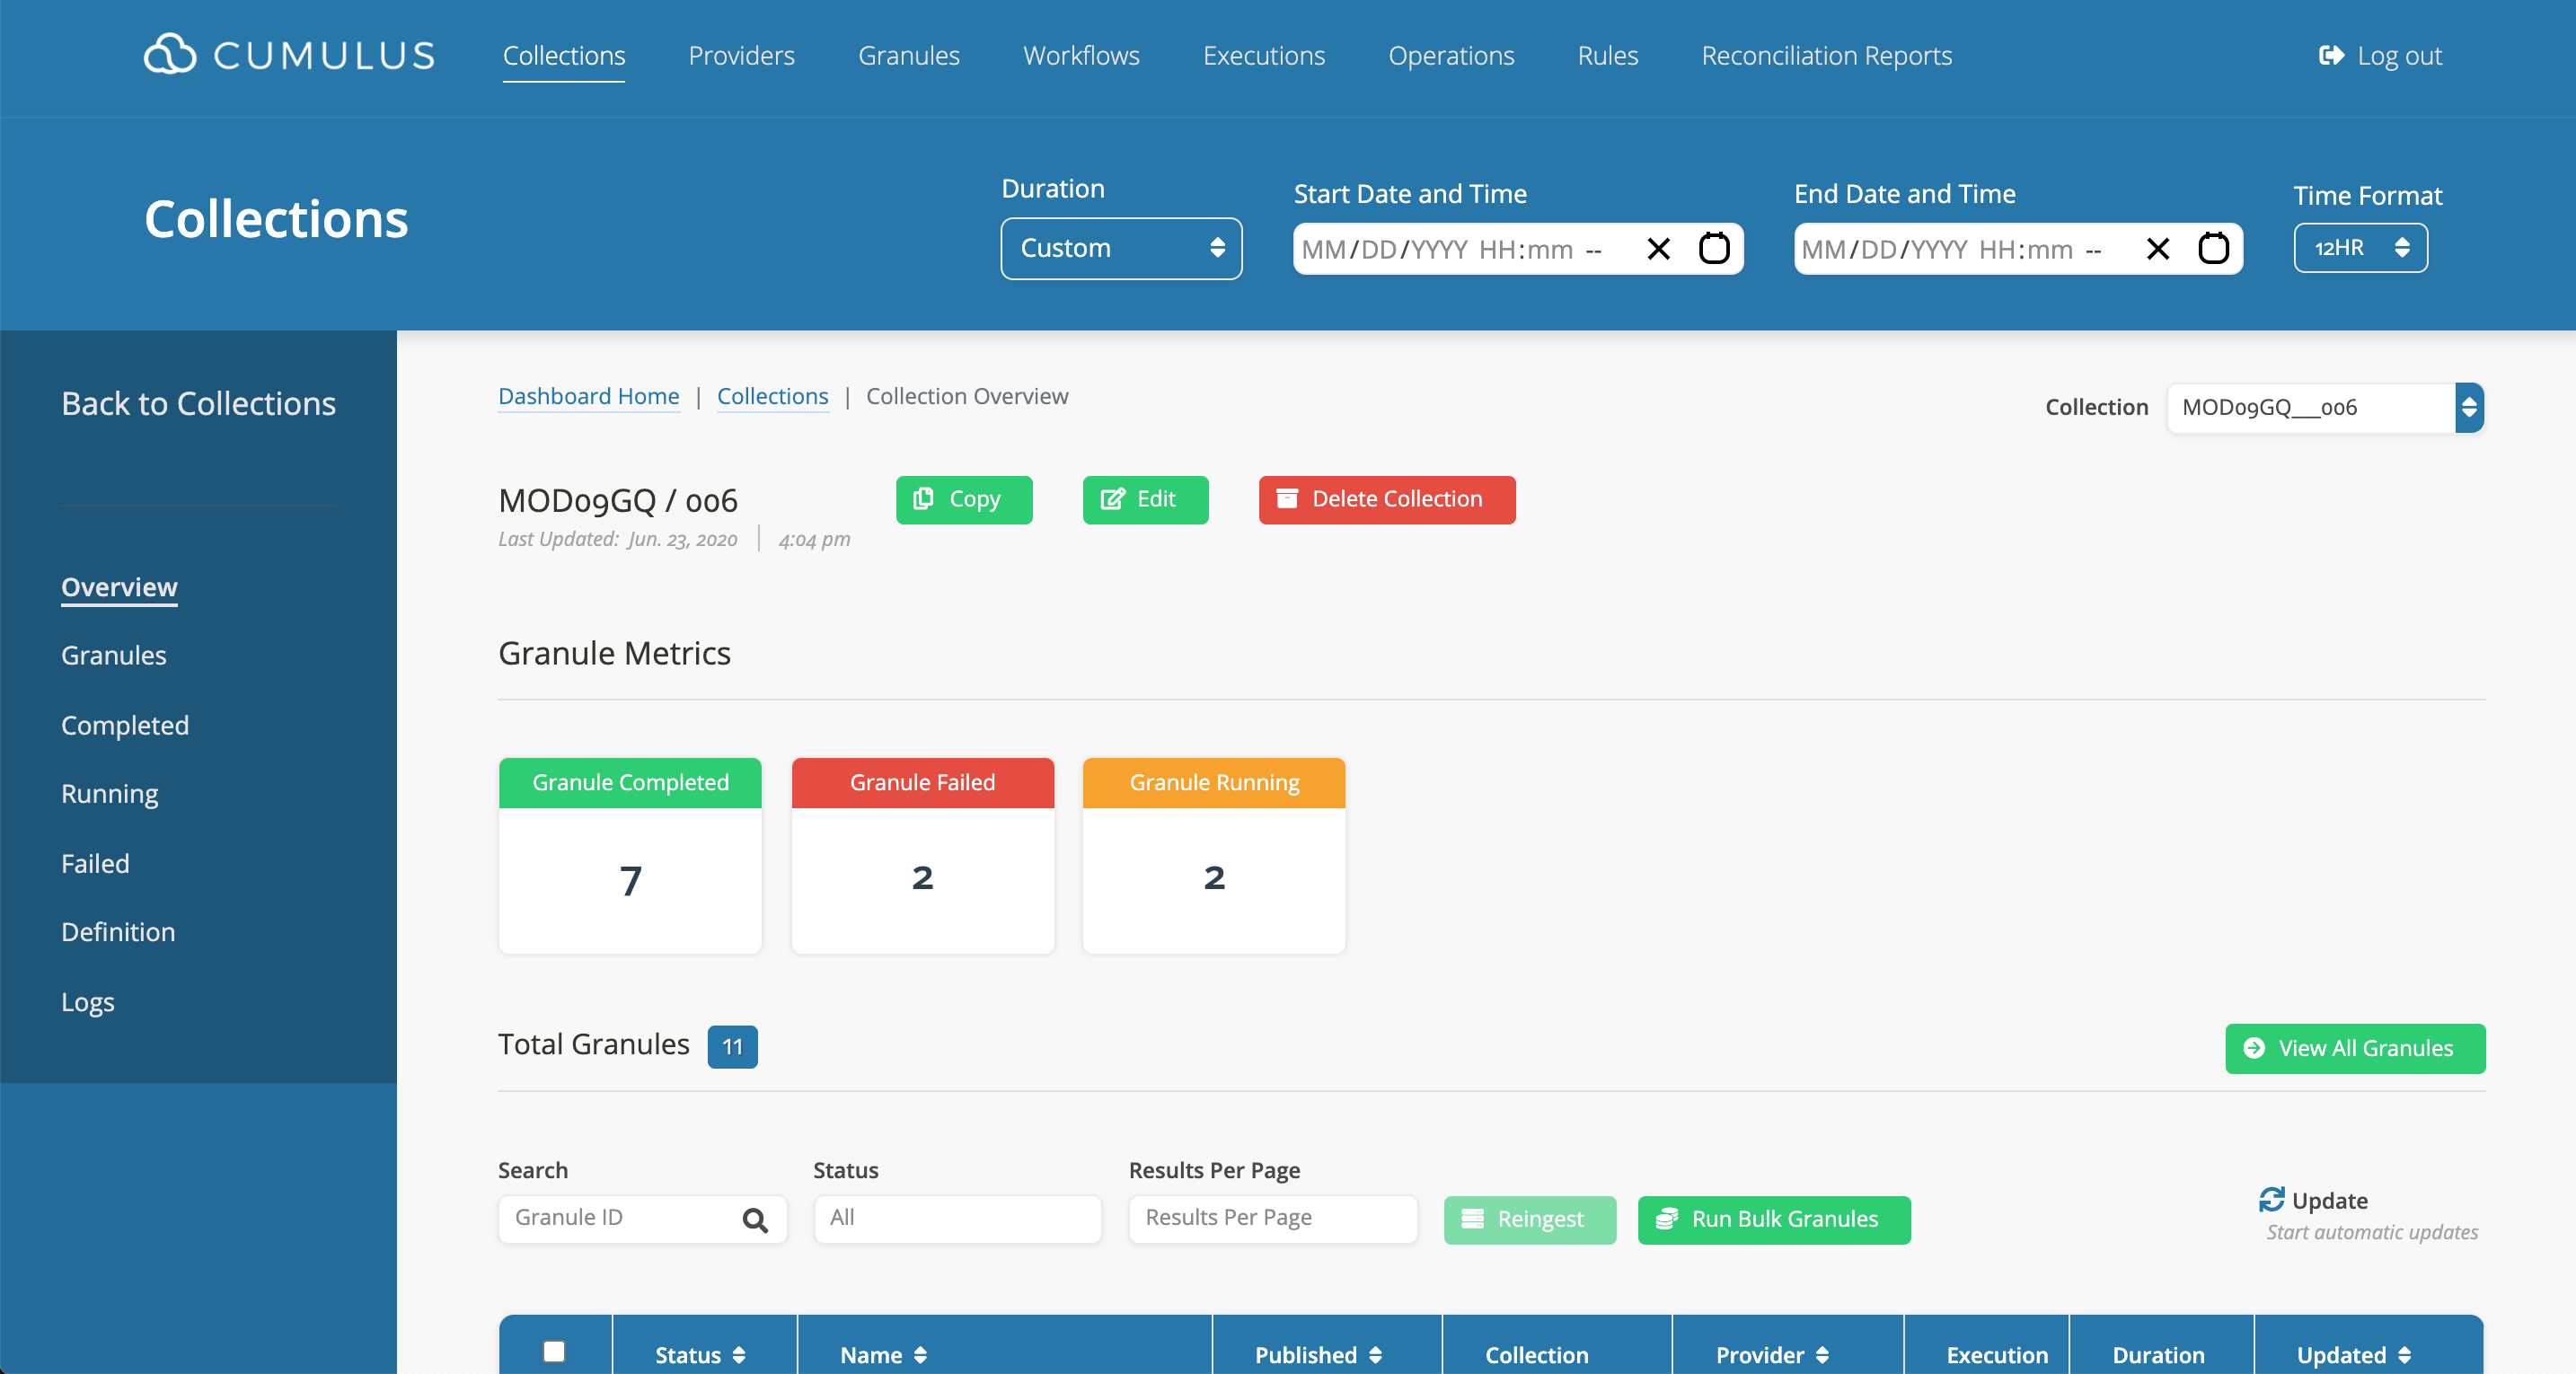 CUMULUS Collections Providers Granules Workflows Executions Operations Rules Reconciliation Reports Log out
Collections
Duration
Custom
Start Date and Time
MM/DD/YYYY HH:mm --
End Date and Time
MM/DD/YYYY HH:mm --
Time Format
12HR
Back to Collections
Overview
Granules
Completed
Running
Failed
Definition
Logs
Dashboard Home | Collections | Collection Overview
Collection MOD09GQ___006
MOD09GQ / 006
Copy Edit Delete Collection
Last Updated: Jun. 23, 2020 | 4:04 pm
Granule Metrics
Granule Completed
7
Granule Failed
2
Granule Running
2
Total Granules 11
View All Granules
Search
Granule ID
Status
All
Results Per Page
Results Per Page
Reingest
Run Bulk Granules
Update
Start automatic updates
Status Name Published Collection Provider Execution Duration Updated